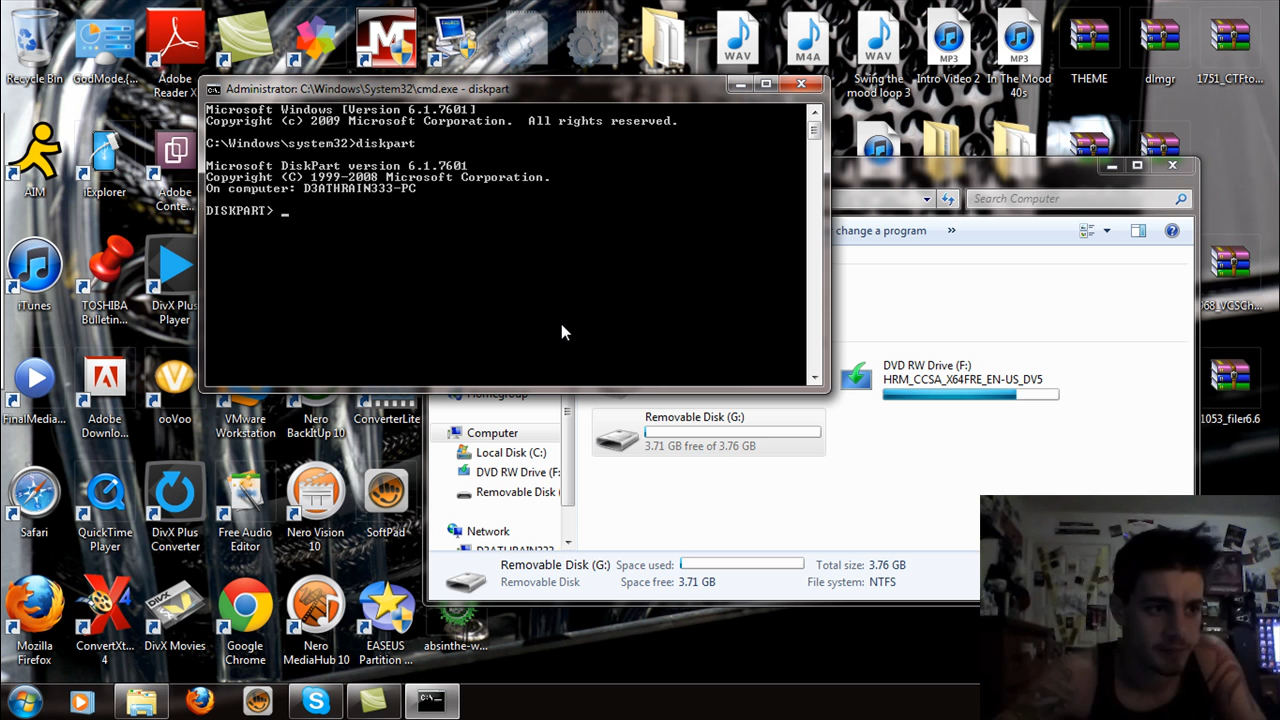 Recycle Bin
GodMode.{...
Adobe
Reader X
WAV
M4A
WAV
MP3
MP3
Swing the
mood loop 3
Intro Video 2
In The Mood
40s
THEME
dlmgr
1751_CTFto...
Administrator: C:\Windows\System32\cmd.exe - diskpart
Microsoft Windows [Version 6.1.7601]
Copyright (c) 2009 Microsoft Corporation.  All rights reserved.
C:\Windows\system32>diskpart
Microsoft DiskPart version 6.1.7601
Copyright (C) 1999-2008 Microsoft Corporation.
On computer: D3ATHRAIN333-PC
DISKPART> _
AIM
iExplorer
Adobe
Conte...
Search Computer
change a program
»
iTunes
TOSHIBA
Bulletin...
DivX Plus
Player
68_VCSCh...
DVD RW Drive (F:)
HRM_CCSA_X64FRE_EN-US_DV5
Homegroup
Removable Disk (G:)
3.71 GB free of 3.76 GB
Computer
Local Disk (C:)
DVD RW Drive (F:
Removable Disk (
Network
D3ATHRAIN333
FinalMedia...
Adobe
Downlo...
ooVoo
VMware
Workstation
Nero
BackItUp 10
ConverterLite
1053_filer6.6
Safari
QuickTime
Player
DivX Plus
Converter
Free Audio
Editor
Nero Vision
10
SoftPad
Removable Disk (G:)
Space used:
Total size: 3.76 GB
Removable Disk
Space free: 3.71 GB
File system: NTFS
Mozilla
Firefox
ConvertXt...
4
DivX Movies
Google
Chrome
Nero
MediaHub 10
EASEUS
Partition ...
absinthe-w...